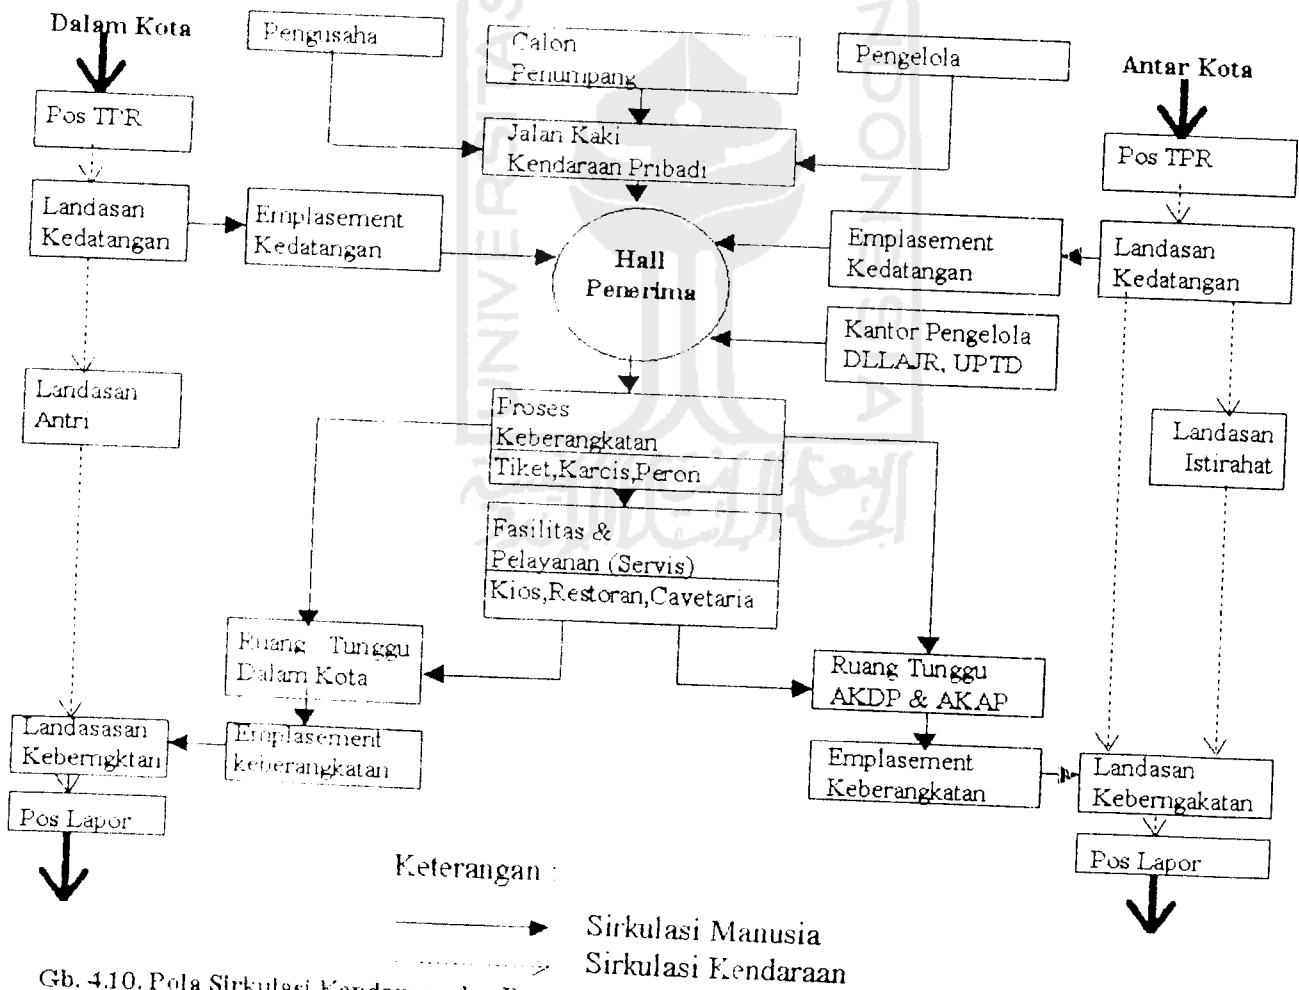 Dalam Kota
Pengusaha
Calon
Penumpang
Pengelola
Antar Kota
Pos TPR
Jalan Kaki
Kendaraan Pribadi
Pos TPR
Landasan
Kedatangan
Emplasement
Kedatangan
Hall
Penerima
Emplasement
Kedatangan
Landasan
Kedatangan
Kantor Pengelola
DLLAJR, UPTD
Landasan
Antri
Proses
Keberangkatan
Tiket,Karcis,Peron
Landasan
Istirahat
Fasilitas &
Pelayanan (Servis)
Kios,Restoran,Cavetaria
Ruang Tunggu
Dalam Kota
Ruang Tunggu
AKDP & AKAP
Landasasan
Keberngktan
Emplasement
keberangkatan
Emplasement
Keberangkatan
Landasan
Keberngakatan
Pos Lapor
Pos Lapor
Keterangan :
Sirkulasi Manusia
Sirkulasi Kendaraan
Gb. 4.10. Pola Sirkulasi
UNIVERSITAS
INDONESIA